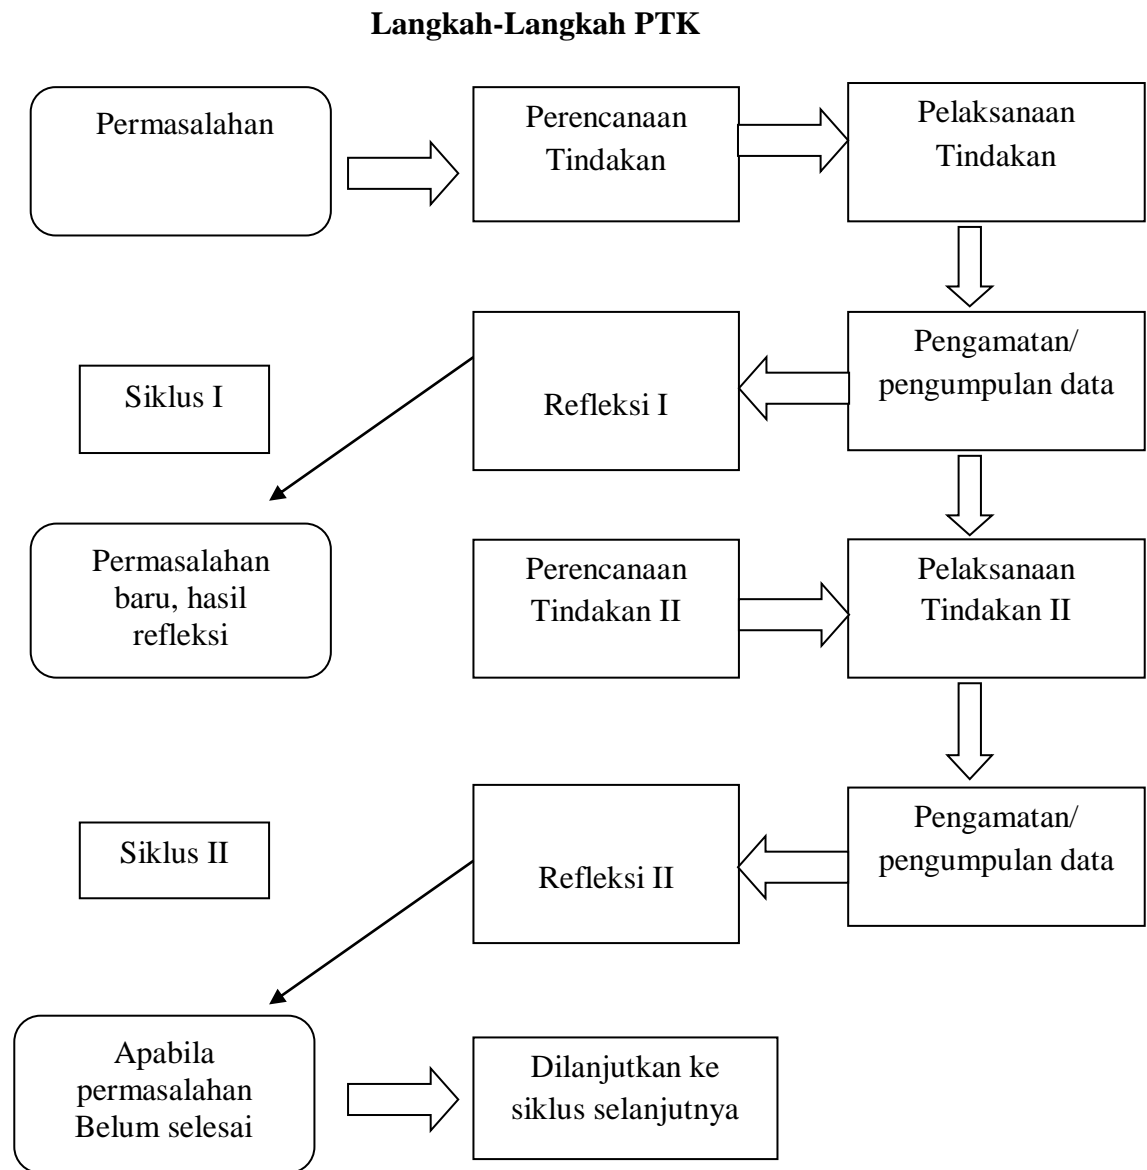 Langkah-Langkah PTK
Permasalahan
Perencanaan
Tindakan
Pelaksanaan
Tindakan
Siklus I
Refleksi I
Pengamatan/
pengumpulan data
Permasalahan
baru, hasil
refleksi
Perencanaan
Tindakan II
Pelaksanaan
Tindakan II
Siklus II
Refleksi II
Pengamatan/
pengumpulan data
Apabila
permasalahan
Belum selesai
Dilanjutkan ke
siklus selanjutnya